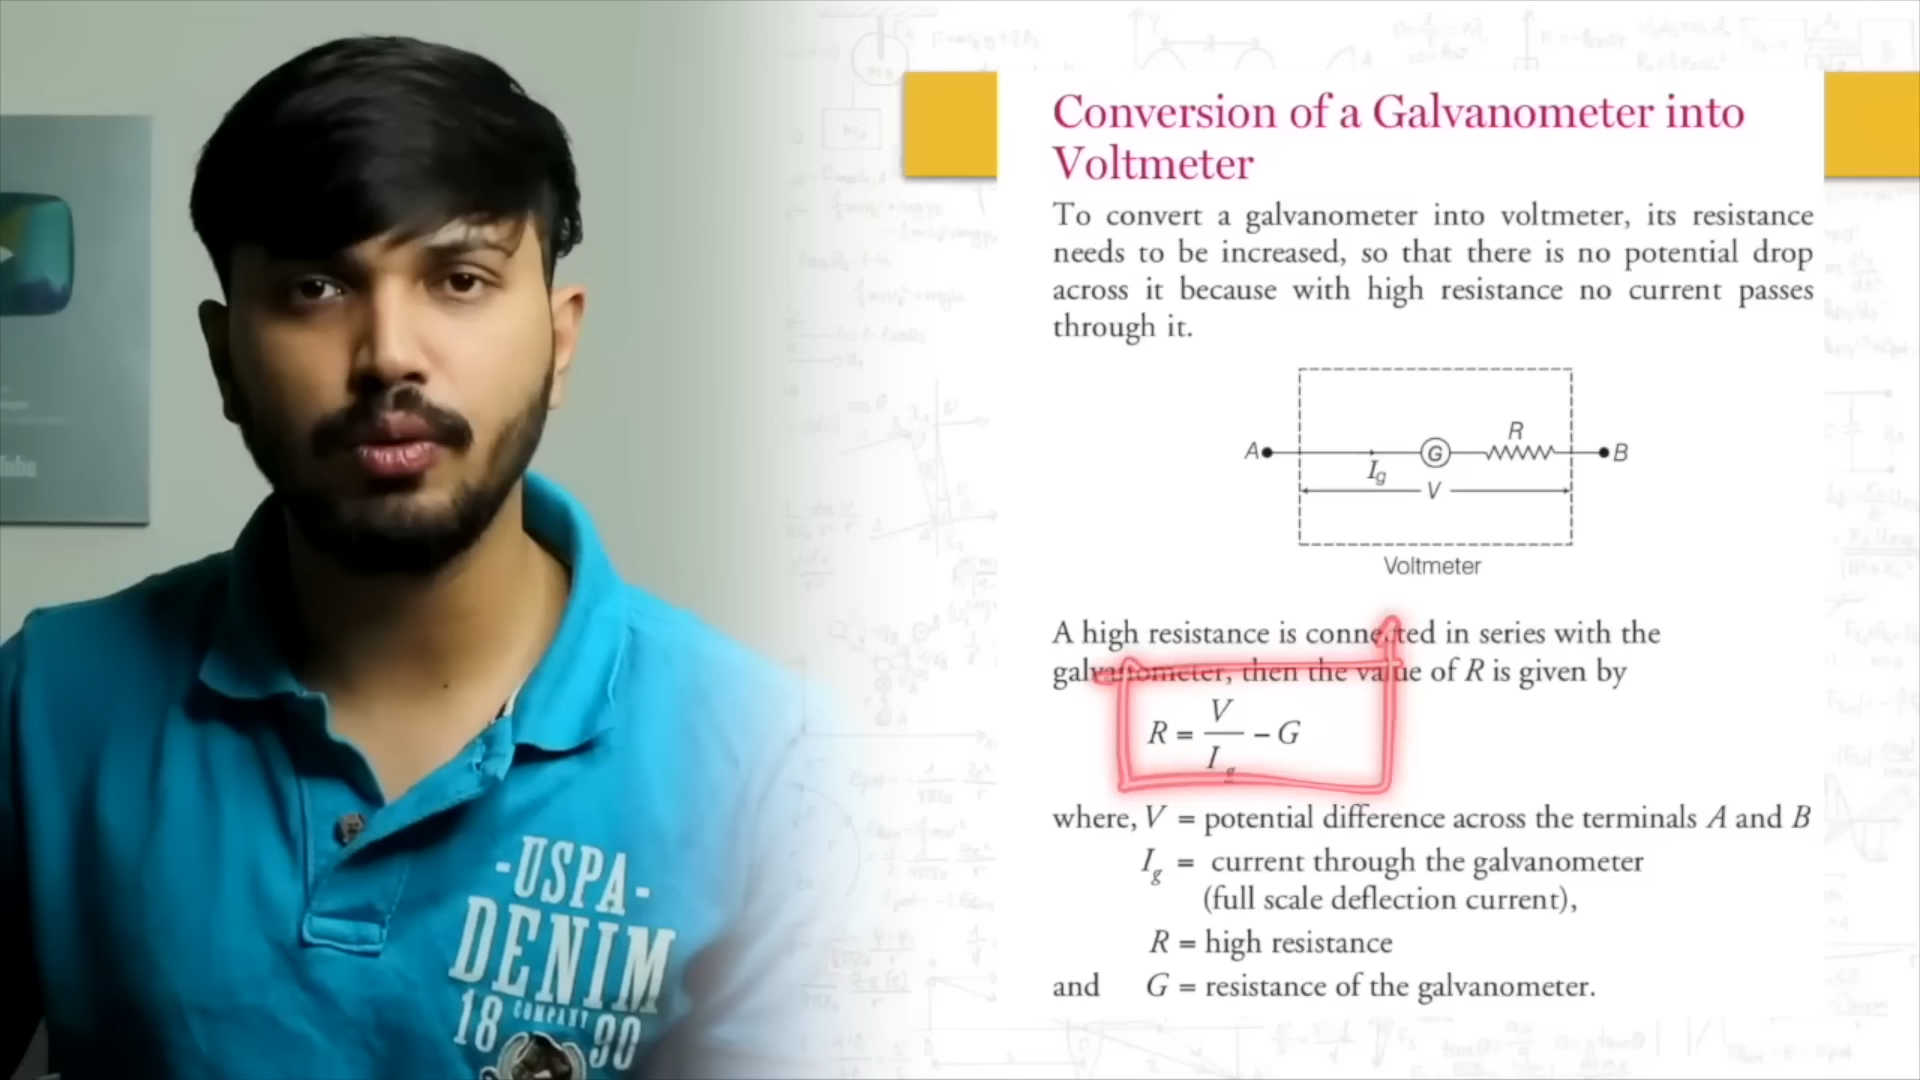 Conversion of a Galvanometer into
Voltmeter
To convert a galvanometer into voltmeter, its resistance
needs to be increased, so that there is no potential drop
across it because with high resistance no current passes
through it.
R
A G B
I_g
V
Voltmeter
A high resistance is connected in series with the
galvanometer, then the value of R is given by
R = V/I_g – G
where, V = potential difference across the terminals A and B
I_g = current through the galvanometer
(full scale deflection current),
R = high resistance
and G = resistance of the galvanometer.
-USPA-
DENIM
18 COMPANY 90